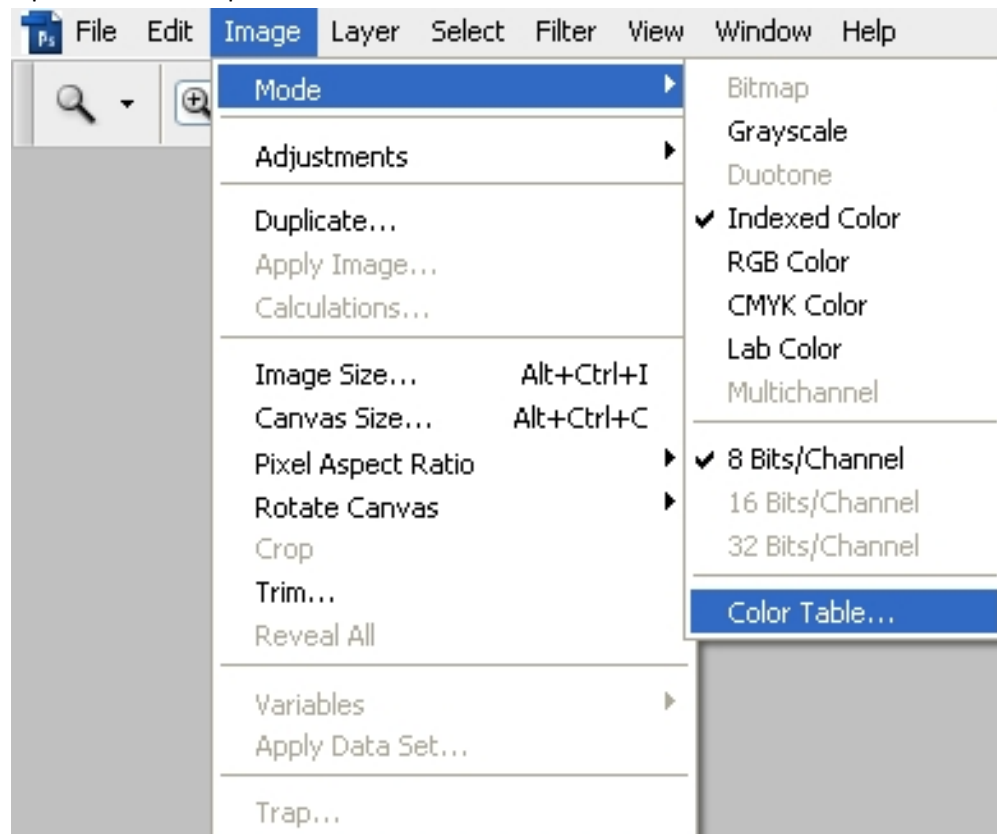 Ps File Edit Image Layer Select Filter View Window Help
Mode
Adjustments
Duplicate...
Apply Image...
Calculations...
Image Size... Alt+Ctrl+I
Canvas Size... Alt+Ctrl+C
Pixel Aspect Ratio
Rotate Canvas
Crop
Trim...
Reveal All
Variables
Apply Data Set...
Trap...
Bitmap
Grayscale
Duotone
Indexed Color
RGB Color
CMYK Color
Lab Color
Multichannel
8 Bits/Channel
16 Bits/Channel
32 Bits/Channel
Color Table...